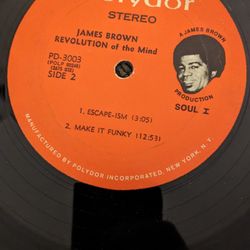 Polydor
STEREO
JAMES BROWN
REVOLUTION of the Mind
PD-3003
SIDE 2
A JAMES BROWN
PRODUCTION
SOUL I
1. ESCAPE-ISM (3:05)
2. MAKE IT FUNKY (12:53)
MANUFACTURED BY POLYDOR INCORPORATED, NEW YORK, N.Y.